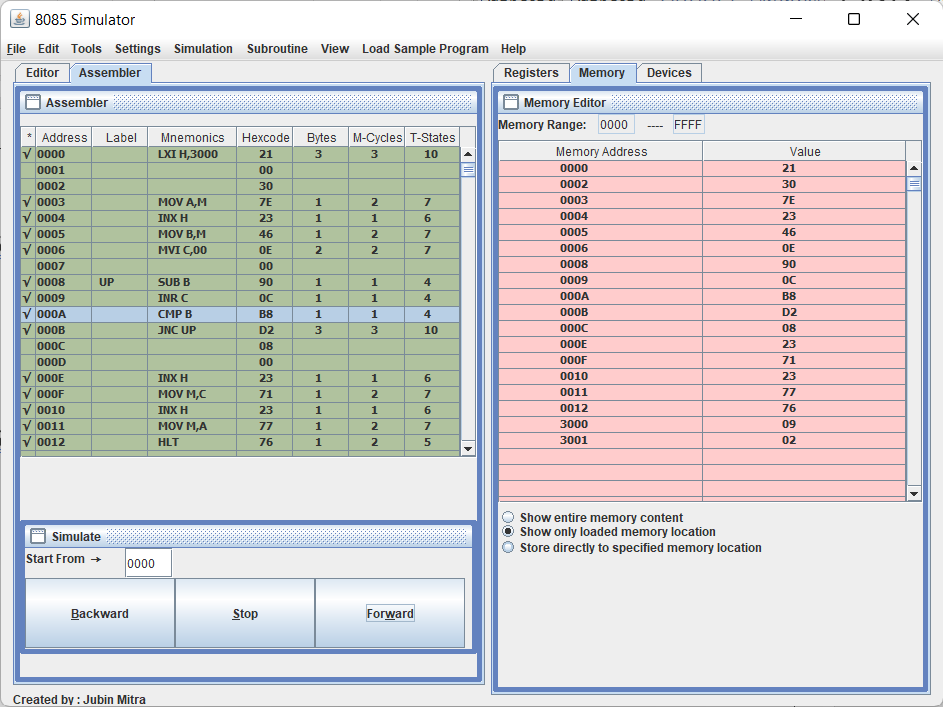 8085 Simulator
File Edit Tools Settings Simulation Subroutine View Load Sample Program Help
Editor Assembler
Assembler
* Address Label Mnemonics Hexcode Bytes M-Cycles T-States
√ 0000 LXI H,3000 21 3 3 10
0001 00
0002 30
√ 0003 MOV A,M 7E 1 2 7
√ 0004 INX H 23 1 1 6
√ 0005 MOV B,M 46 1 2 7
√ 0006 MVI C,00 0E 2 2 7
0007 00
√ 0008 UP SUB B 90 1 1 4
√ 0009 INR C 0C 1 1 4
√ 000A CMP B B8 1 1 4
√ 000B JNC UP D2 3 3 10
000C 08
000D 00
√ 000E INX H 23 1 1 6
√ 000F MOV M,C 71 1 2 7
√ 0010 INX H 23 1 1 6
√ 0011 MOV M,A 77 1 2 7
√ 0012 HLT 76 1 2 5
Simulate
Start From → 0000
Backward Stop Forward
Created by : Jubin Mitra
Registers Memory Devices
Memory Editor
Memory Range: 0000 ---- FFFF
Memory Address Value
0000 21
0002 30
0003 7E
0004 23
0005 46
0006 0E
0008 90
0009 0C
000A B8
000B D2
000C 08
000E 23
000F 71
0010 23
0011 77
0012 76
3000 09
3001 02
Show entire memory content
Show only loaded memory location
Store directly to specified memory location